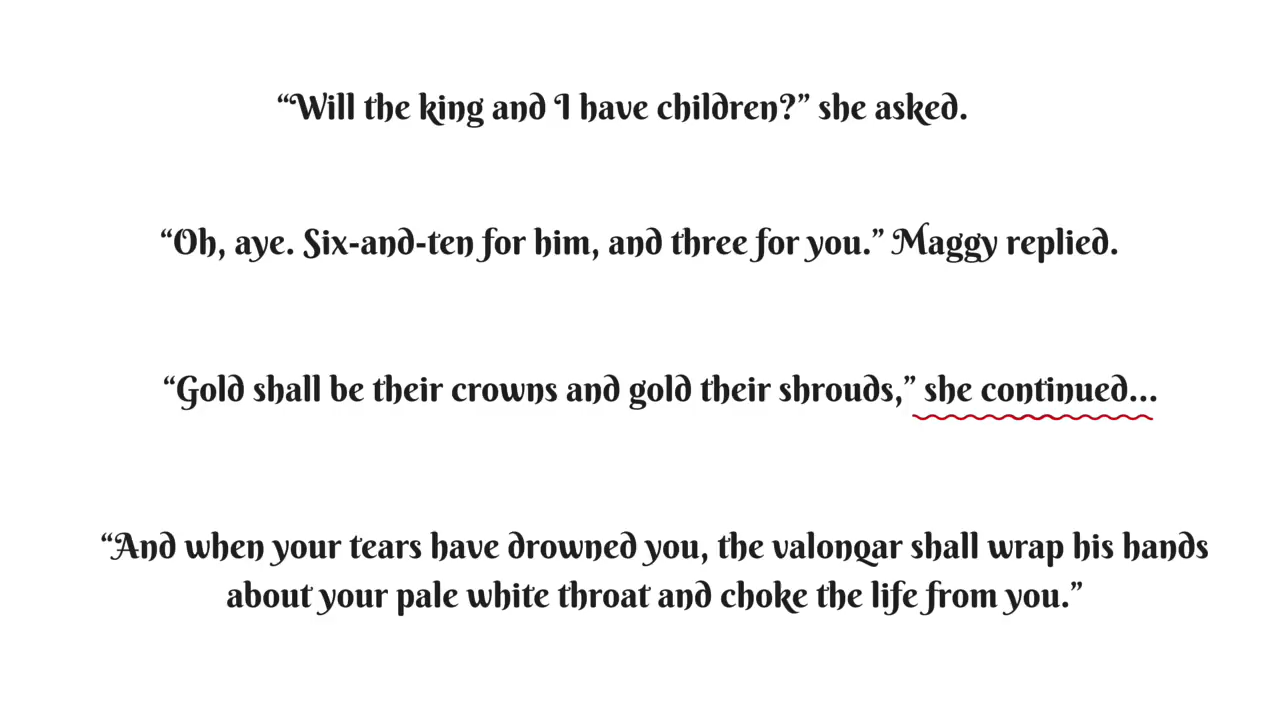 “Will the king and I have children?” she asked.
“Oh, aye. Six-and-ten for him, and three for you.” Maggy replied.
“Gold shall be their crowns and gold their shrouds,” she continued...
“And when your tears have drowned you, the valonqar shall wrap his hands
about your pale white throat and choke the life from you.”